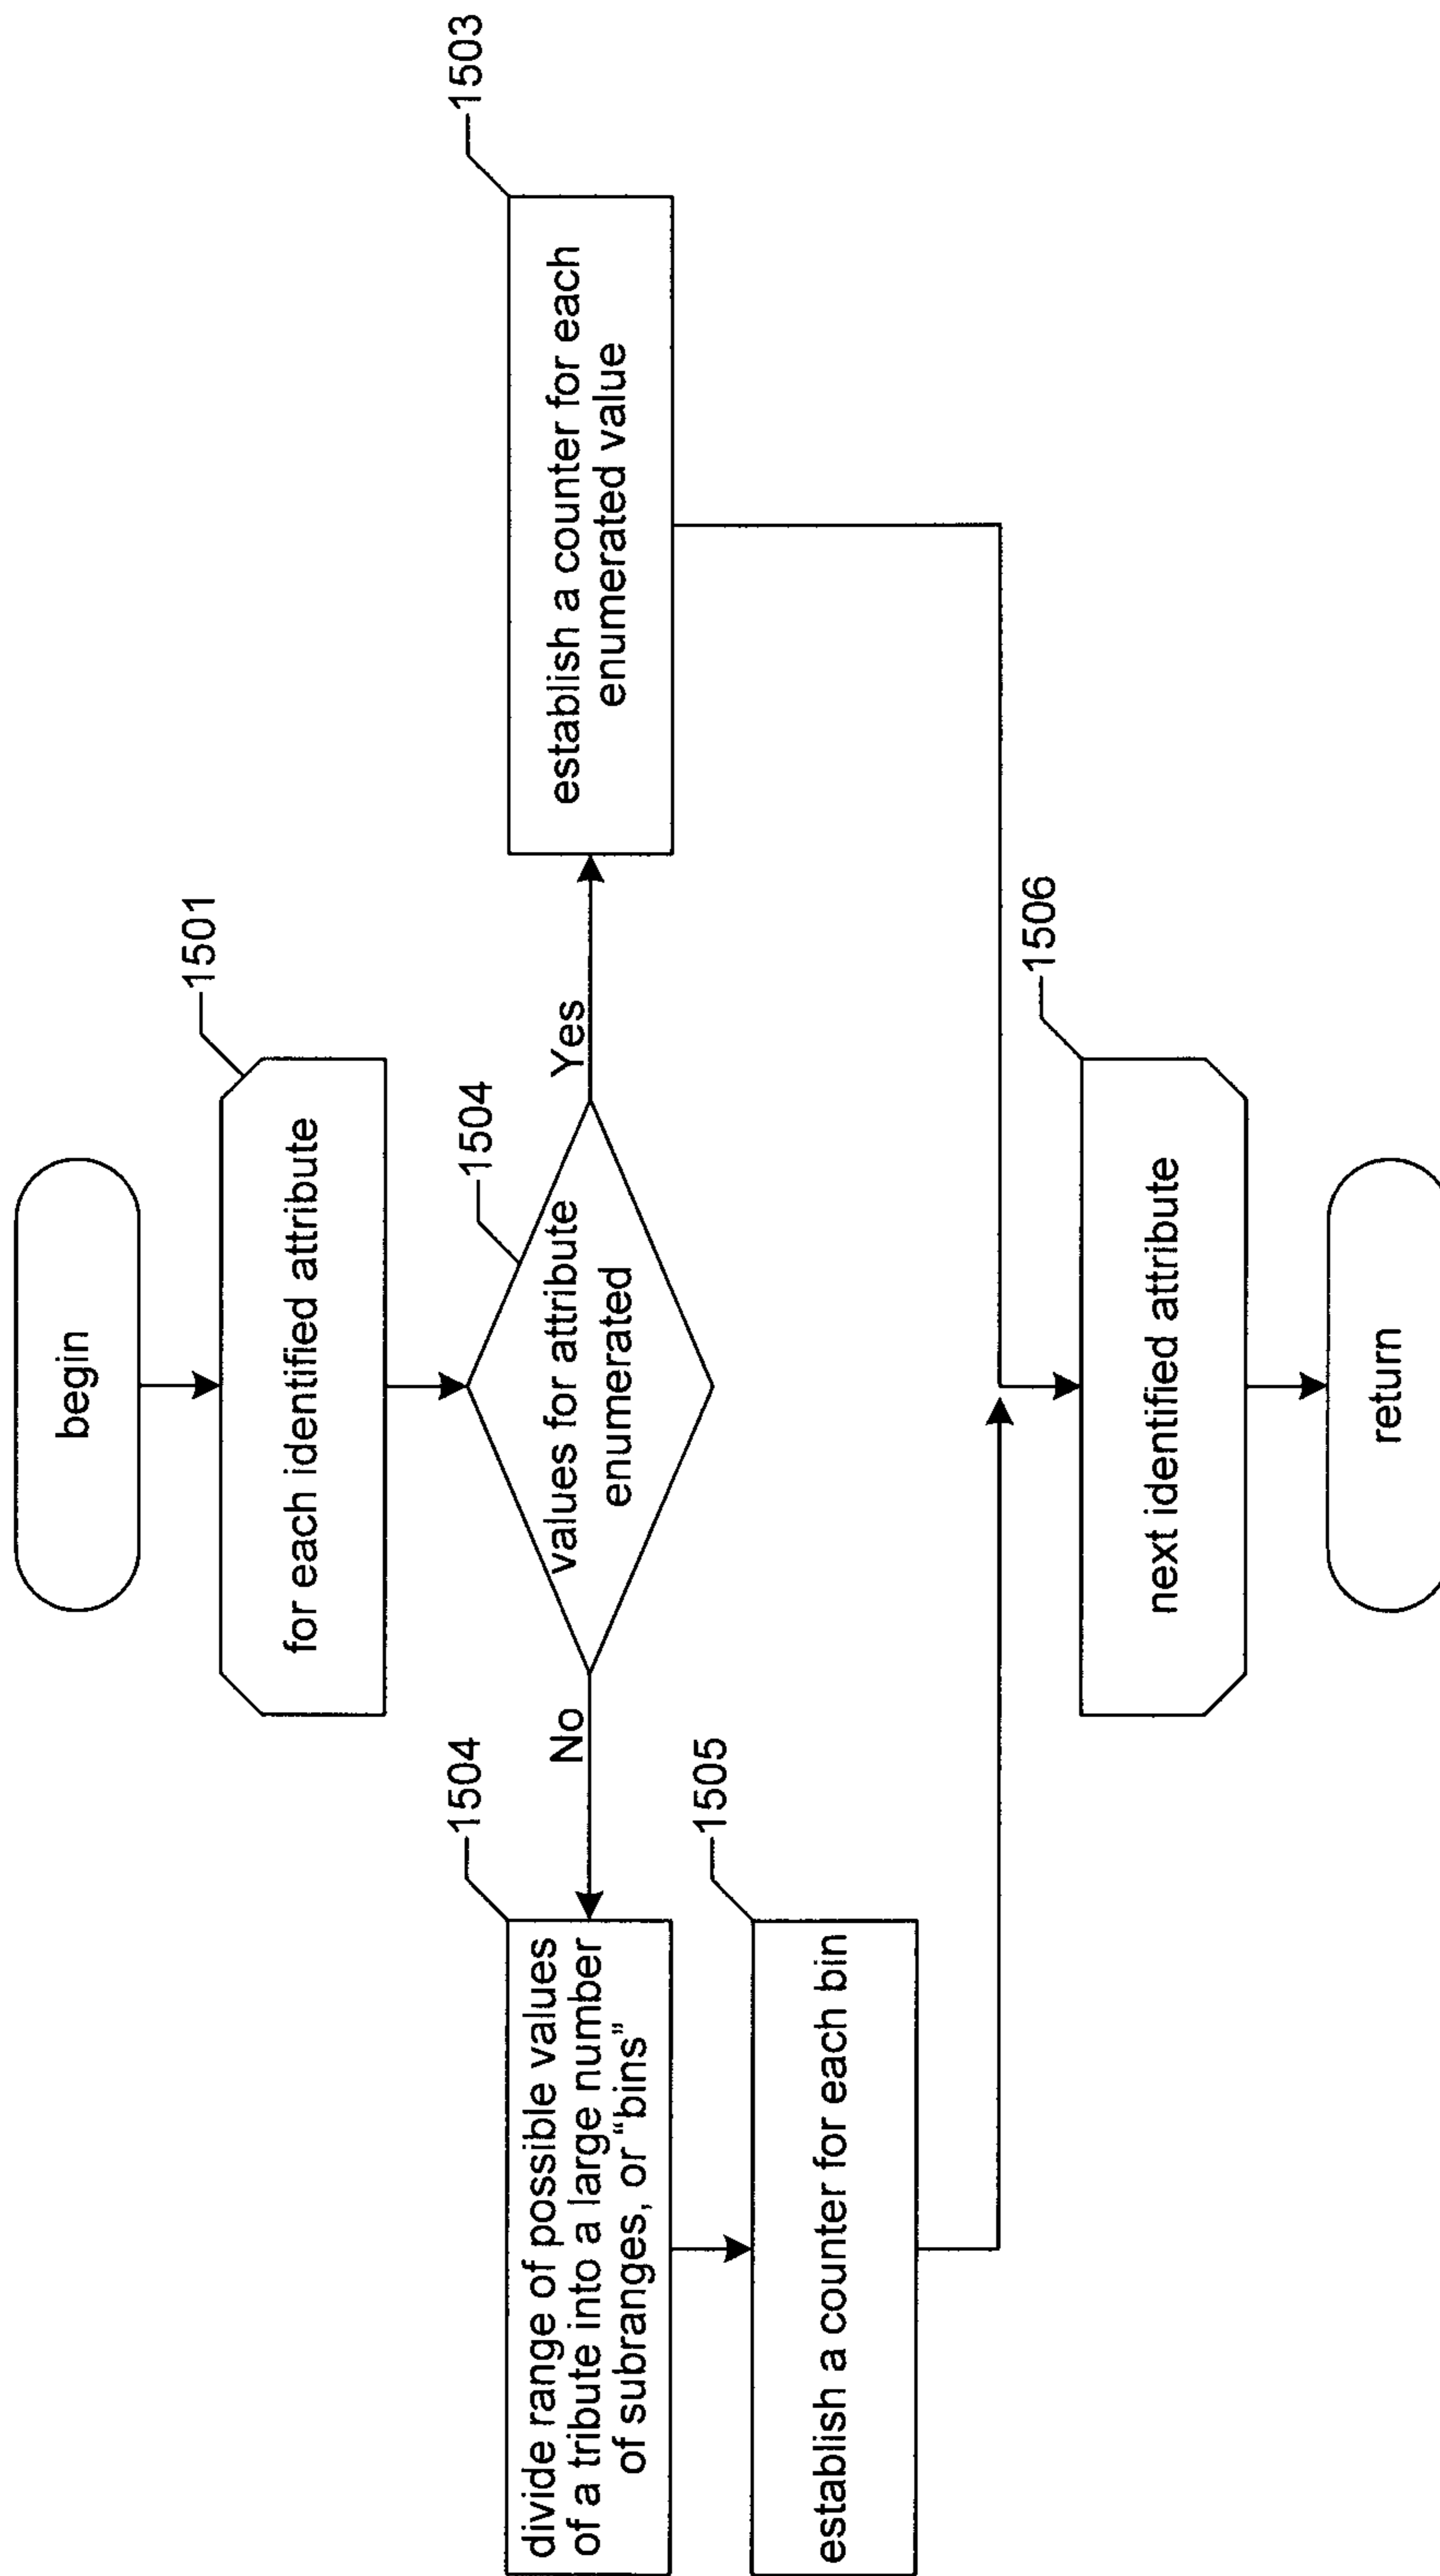 begin
1501
for each identified attribute
1504
values for attribute
enumerated
Yes
No
1503
establish a counter for each
enumerated value
1504
divide range of possible values
of a tribute into a large number
of subranges, or “bins”
1505
establish a counter for each bin
1506
next identified attribute
return